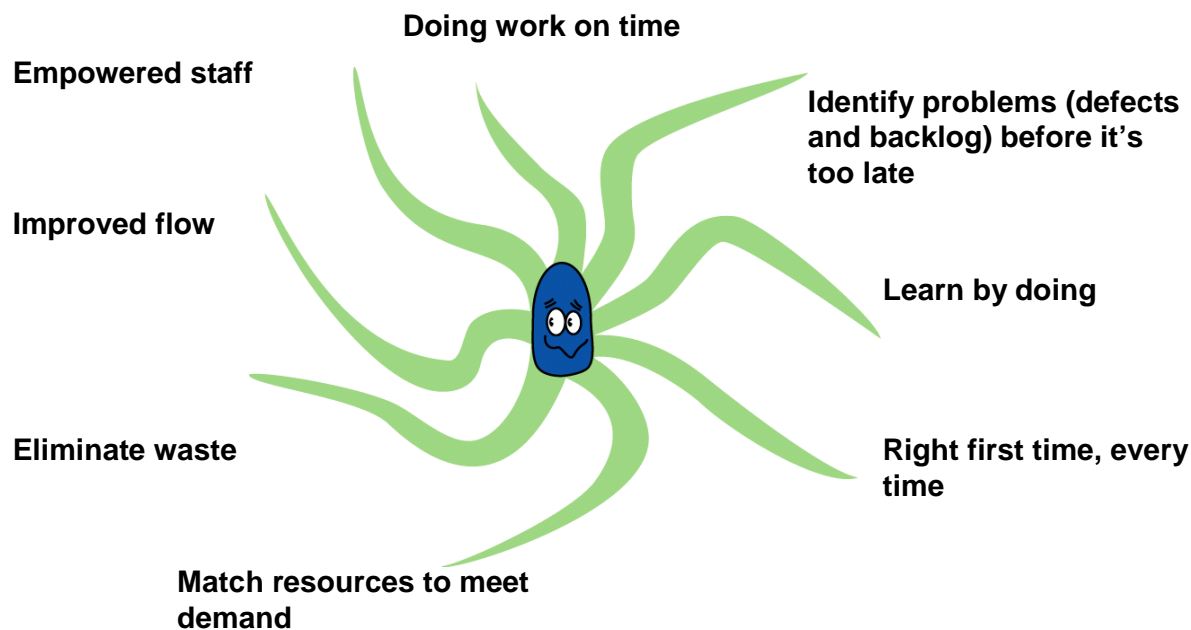 Doing work on time
Empowered staff
Identify problems (defects
and backlog) before it’s
too late
Improved flow
Learn by doing
Eliminate waste
Right first time, every
time
Match resources to meet
demand